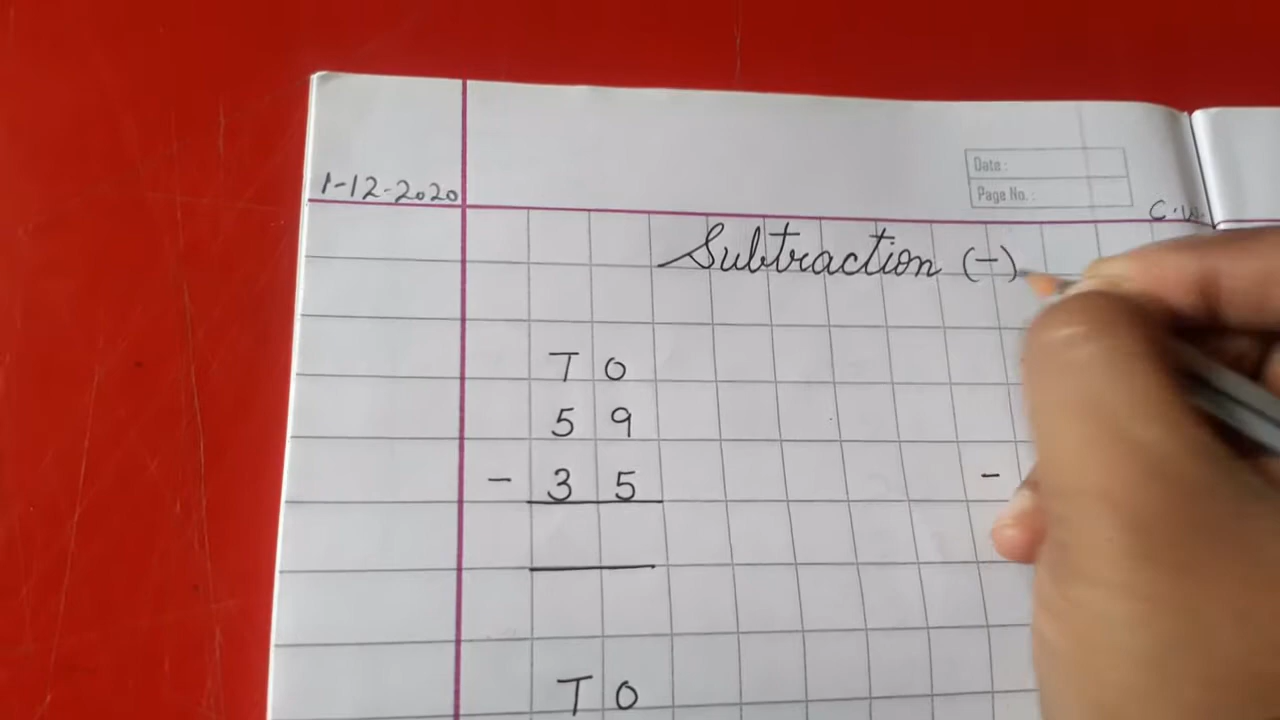 Date :
Page No. :
1-12-2020
C.W.
Subtraction (-)
T O
5 9
- 3 5
-
T O